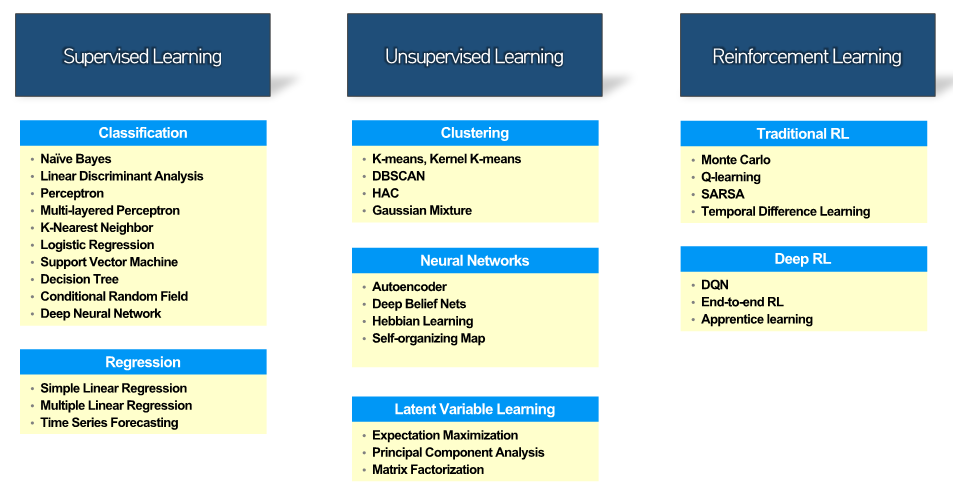 Supervised Learning
Classification
• Naïve Bayes
• Linear Discriminant Analysis
• Perceptron
• Multi-layered Perceptron
• K-Nearest Neighbor
• Logistic Regression
• Support Vector Machine
• Decision Tree
• Conditional Random Field
• Deep Neural Network
Regression
• Simple Linear Regression
• Multiple Linear Regression
• Time Series Forecasting
Unsupervised Learning
Clustering
• K-means, Kernel K-means
• DBSCAN
• HAC
• Gaussian Mixture
Neural Networks
• Autoencoder
• Deep Belief Nets
• Hebbian Learning
• Self-organizing Map
Latent Variable Learning
• Expectation Maximization
• Principal Component Analysis
• Matrix Factorization
Reinforcement Learning
Traditional RL
• Monte Carlo
• Q-learning
• SARSA
• Temporal Difference Learning
Deep RL
• DQN
• End-to-end RL
• Apprentice learning